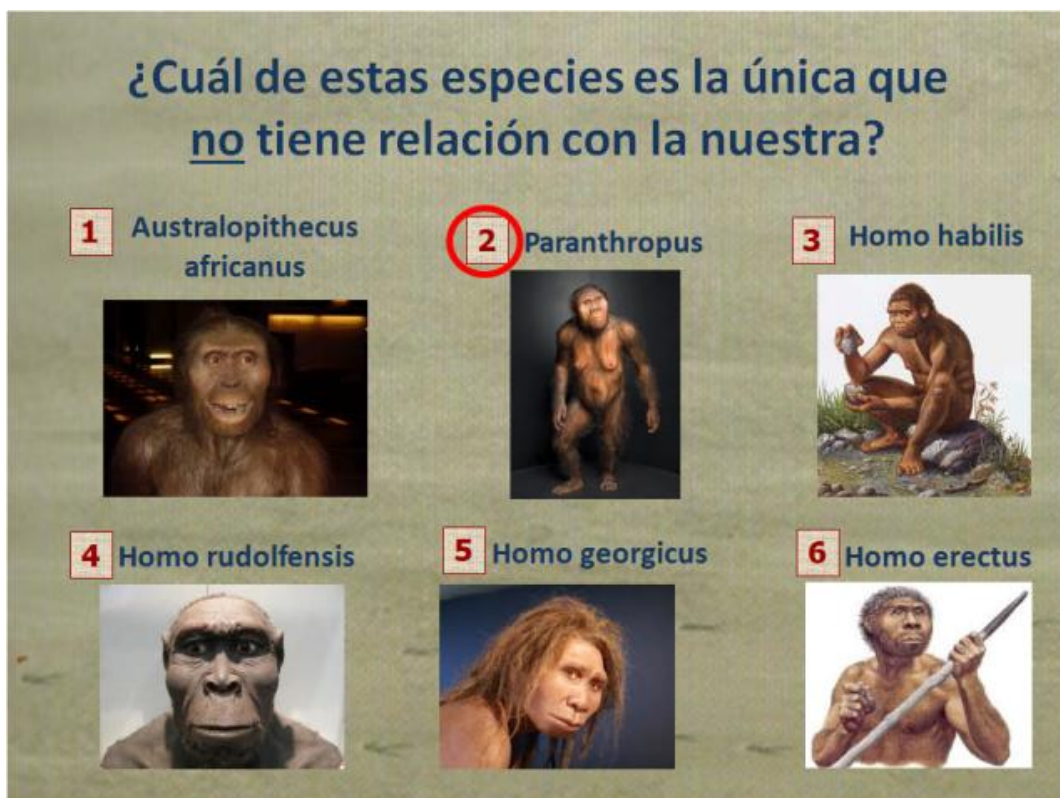 ¿Cuál de estas especies es la única que
no tiene relación con la nuestra?
1 Australopithecus
africanus
2 Paranthropus
3 Homo habilis
4 Homo rudolfensis
5 Homo georgicus
6 Homo erectus